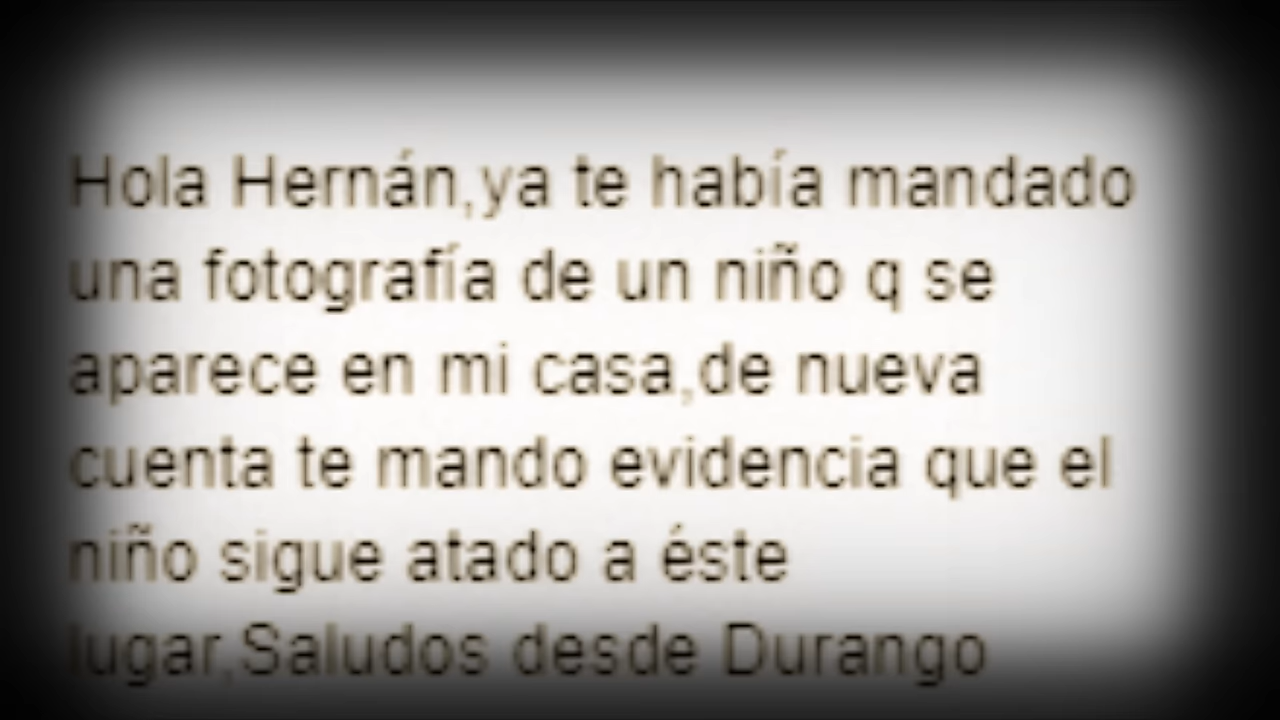 Hola Hernán,ya te había mandado
una fotografía de un niño q se
aparece en mi casa,de nueva
cuenta te mando evidencia que el
niño sigue atado a éste
lugar,Saludos desde Durango